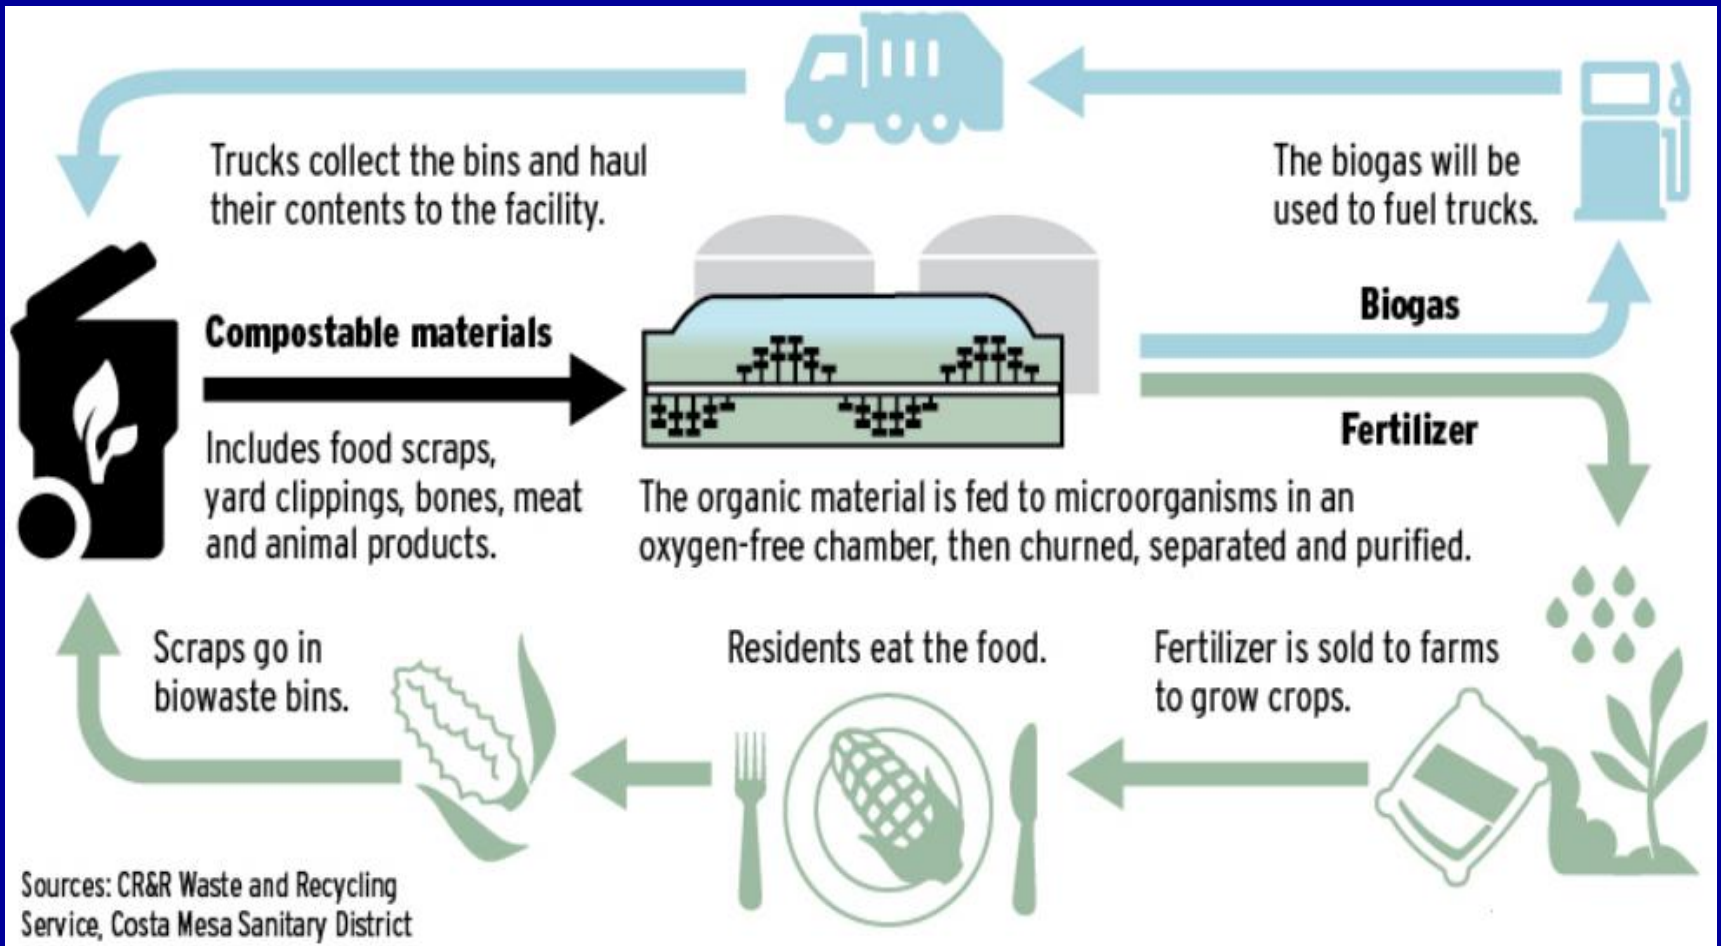 Trucks collect the bins and haul
their contents to the facility.
The biogas will be
used to fuel trucks.
Compostable materials
Includes food scraps,
yard clippings, bones, meat
and animal products.
Biogas
Fertilizer
The organic material is fed to microorganisms in an
oxygen-free chamber, then churned, separated and purified.
Scraps go in
biowaste bins.
Residents eat the food.
Fertilizer is sold to farms
to grow crops.
Sources: CR&R Waste and Recycling
Service, Costa Mesa Sanitary District